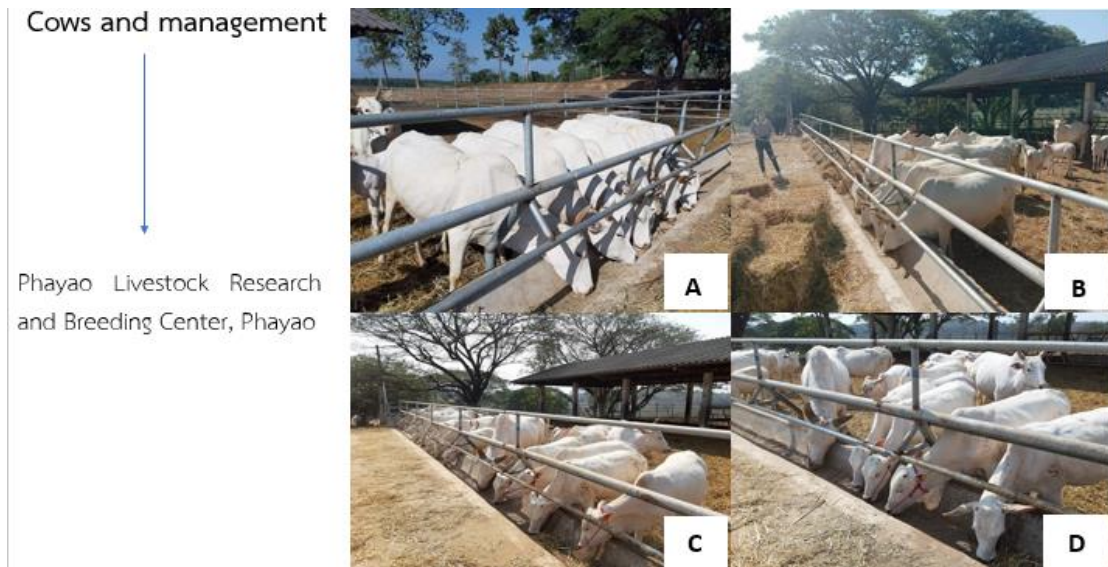 Cows and management
Phayao Livestock Research
and Breeding Center, Phayao
A
B
C
D